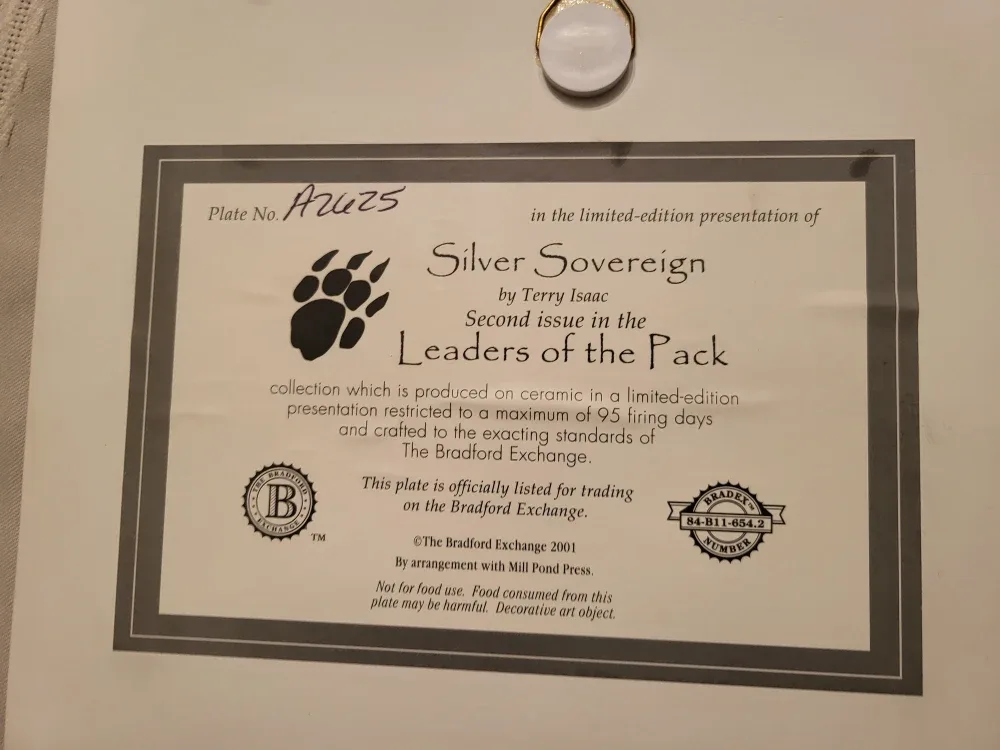 Plate No. A2625
in the limited-edition presentation of
Silver Sovereign
by Terry Isaac
Second issue in the
Leaders of the Pack
collection which is produced on ceramic in a limited-edition
presentation restricted to a maximum of 95 firing days
and crafted to the exacting standards of
The Bradford Exchange.
This plate is officially listed for trading
on the Bradford Exchange.
©The Bradford Exchange 2001
By arrangement with Mill Pond Press.
Not for food use. Food consumed from this
plate may be harmful. Decorative art object.
THE BRADFORD
B
EXCHANGE
TM
BRADEX™
84-B11-654.2
NUMBER